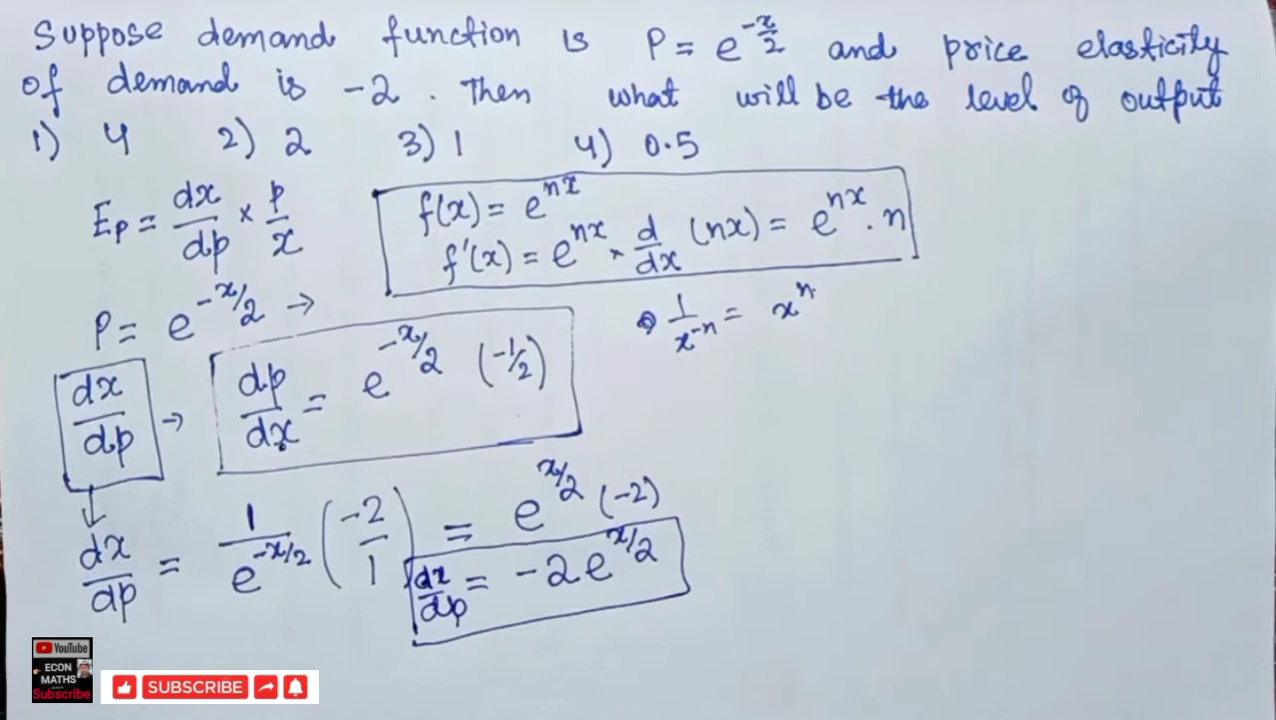 Suppose demand function is P = e^{-x/2} and price elasticity
of demand is -2. Then what will be the level of output
1) 4 2) 2 3) 1 4) 0.5
Ep = dx/dp × p/x
f(x) = e^{nx}
f'(x) = e^{nx} × d/dx (nx) = e^{nx} . n
P = e^{-x/2} →
1/x^{-n} = x^n
dx/dp → dp/dx = e^{-x/2} (-1/2)
dx/dp = 1/e^{-x/2} (-2/1) = e^{x/2} (-2)
dx/dp = -2e^{x/2}
YouTube
ECON
MATHS
Subscribe
SUBSCRIBE